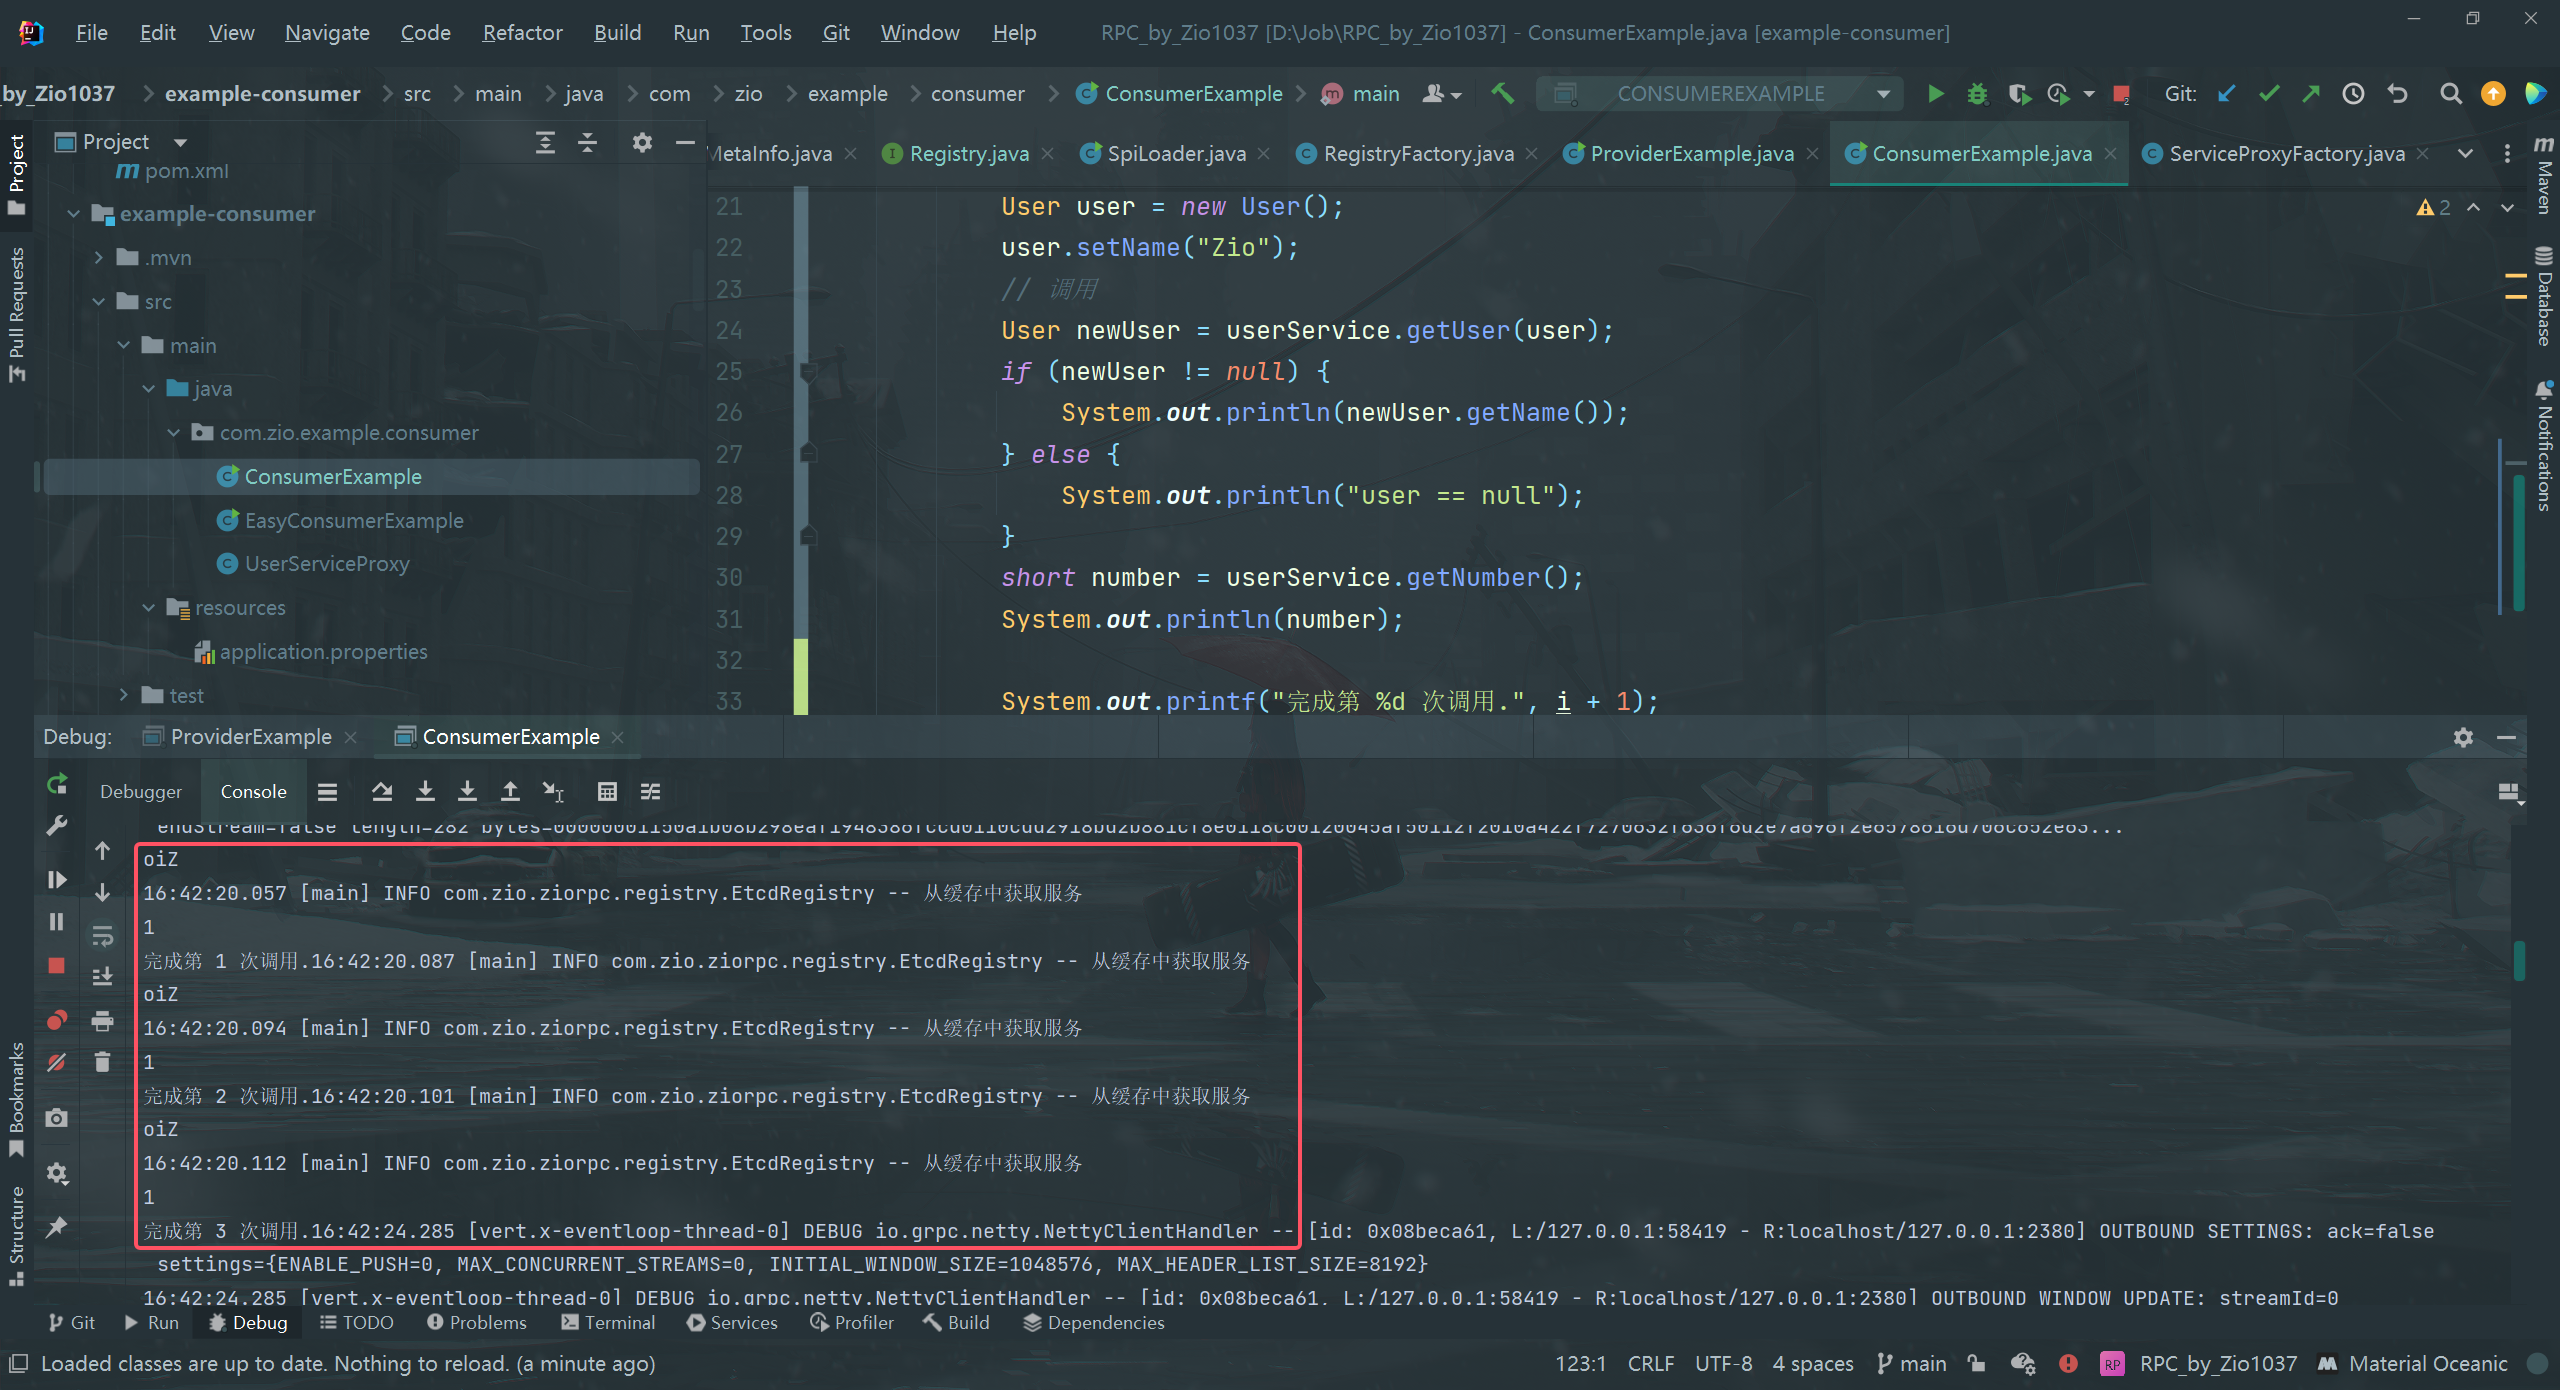 File Edit View Navigate Code Refactor Build Run Tools Git Window Help RPC_by_Zio1037 [D:\Job\RPC_by_Zio1037] - ConsumerExample.java [example-consumer]
by_Zio1037 example-consumer src main java com zio example consumer ConsumerExample main CONSUMEREXAMPLE Git:
Project
MetaInfo.java Registry.java SpiLoader.java RegistryFactory.java ProviderExample.java ConsumerExample.java ServiceProxyFactory.java
pom.xml
example-consumer
.mvn
src
main
java
com.zio.example.consumer
ConsumerExample
EasyConsumerExample
UserServiceProxy
resources
application.properties
test
Project
Pull Requests
Bookmarks
Structure
Maven
Database
Notifications
2
21 User user = new User();
22 user.setName("Zio");
23 // 调用
24 User newUser = userService.getUser(user);
25 if (newUser != null) {
26 System.out.println(newUser.getName());
27 } else {
28 System.out.println("user == null");
29 }
30 short number = userService.getNumber();
31 System.out.println(number);
32
33 System.out.printf("完成第 %d 次调用.", i + 1);
Debug: ProviderExample ConsumerExample
Debugger Console
oiZ
16:42:20.057 [main] INFO com.zio.ziorpc.registry.EtcdRegistry -- 从缓存中获取服务
1
完成第 1 次调用.16:42:20.087 [main] INFO com.zio.ziorpc.registry.EtcdRegistry -- 从缓存中获取服务
oiZ
16:42:20.094 [main] INFO com.zio.ziorpc.registry.EtcdRegistry -- 从缓存中获取服务
1
完成第 2 次调用.16:42:20.101 [main] INFO com.zio.ziorpc.registry.EtcdRegistry -- 从缓存中获取服务
oiZ
16:42:20.112 [main] INFO com.zio.ziorpc.registry.EtcdRegistry -- 从缓存中获取服务
1
完成第 3 次调用.16:42:24.285 [vert.x-eventloop-thread-0] DEBUG io.grpc.netty.NettyClientHandler -- [id: 0x08beca61, L:/127.0.0.1:58419 - R:localhost/127.0.0.1:2380] OUTBOUND SETTINGS: ack=false
settings={ENABLE_PUSH=0, MAX_CONCURRENT_STREAMS=0, INITIAL_WINDOW_SIZE=1048576, MAX_HEADER_LIST_SIZE=8192}
16:42:24.285 [vert.x-eventloop-thread-0] DEBUG io.grpc.netty.NettyClientHandler -- [id: 0x08beca61, L:/127.0.0.1:58419 - R:localhost/127.0.0.1:2380] OUTBOUND WINDOW_UPDATE: streamId=0
Git Run Debug TODO Problems Terminal Services Profiler Build Dependencies
Loaded classes are up to date. Nothing to reload. (a minute ago) 123:1 CRLF UTF-8 4 spaces main RP RPC_by_Zio1037 Material Oceanic